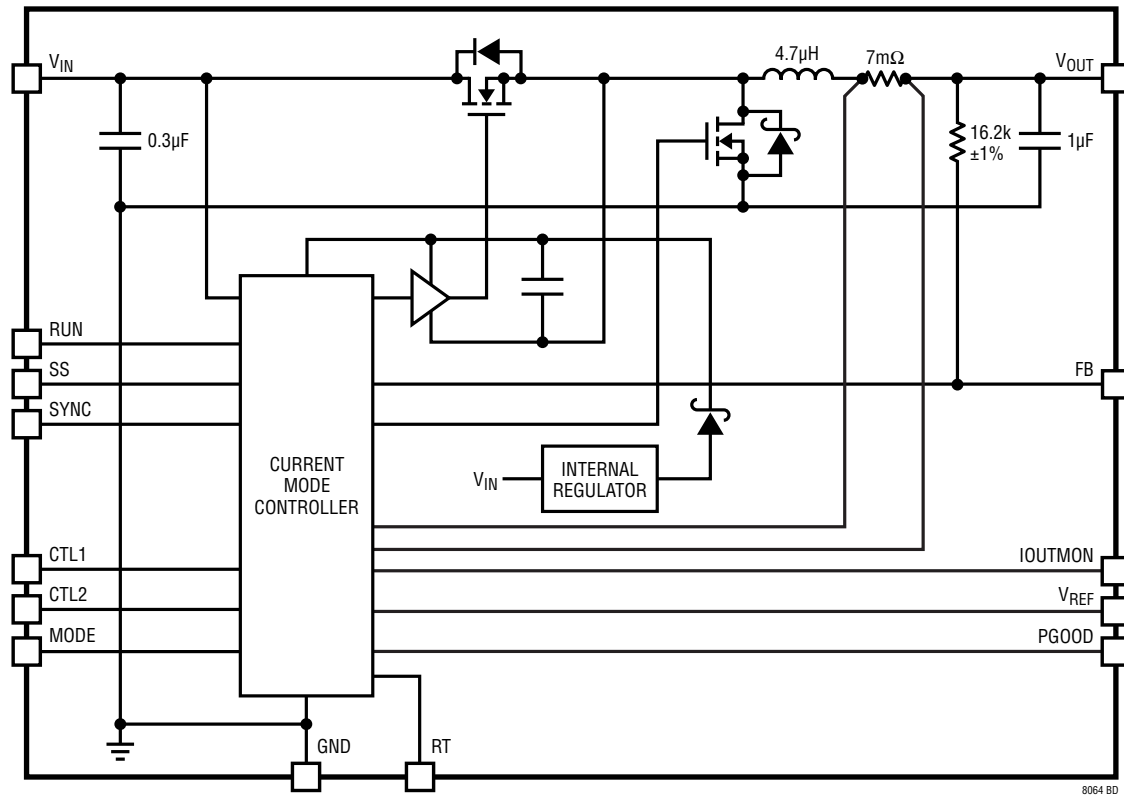 VIN
4.7µH
7mΩ
VOUT
0.3µF
16.2k
±1%
1µF
RUN
SS
SYNC
FB
CURRENT
MODE
CONTROLLER
VIN
INTERNAL
REGULATOR
CTL1
CTL2
MODE
IOUTMON
VREF
PGOOD
GND
RT
8064 BD